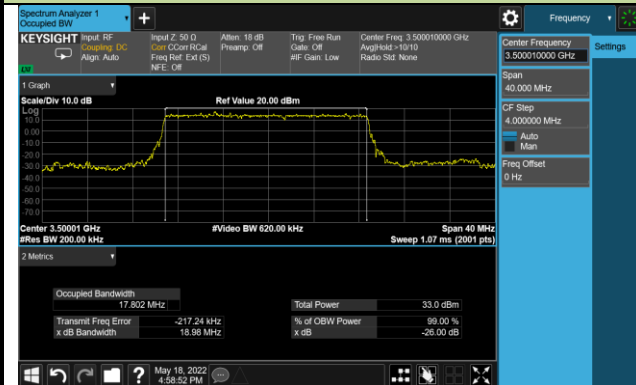 Spectrum Analyzer 1
Occupied BW
+
Frequency
KEYSIGHT Input: RF Input Z: 50 Ω Atten: 18 dB Trig: Free Run Center Freq: 3.500010000 GHz
Coupling: DC Corr CCorr RCal Preamp: Off Gate: Off Avg|Hold:>10/10
Align: Auto Freq Ref: Ext (S) #IF Gain: Low Radio Std: None
NFE: Off
1 Graph
Scale/Div 10.0 dB Ref Value 20.00 dBm
Log
10.0
0.00
-10.0
-20.0
-30.0
-40.0
-50.0
-60.0
-70.0
Center 3.50001 GHz #Video BW 620.00 kHz Span 40 MHz
#Res BW 200.00 kHz Sweep 1.07 ms (2001 pts)
2 Metrics
Occupied Bandwidth
17.802 MHz Total Power 33.0 dBm
Transmit Freq Error -217.24 kHz % of OBW Power 99.00 %
x dB Bandwidth 18.98 MHz x dB -26.00 dB
? May 18, 2022
4:58:52 PM
Center Frequency Settings
3.500010000 GHz
Span
40.000 MHz
CF Step
4.000000 MHz
Auto
Man
Freq Offset
0 Hz